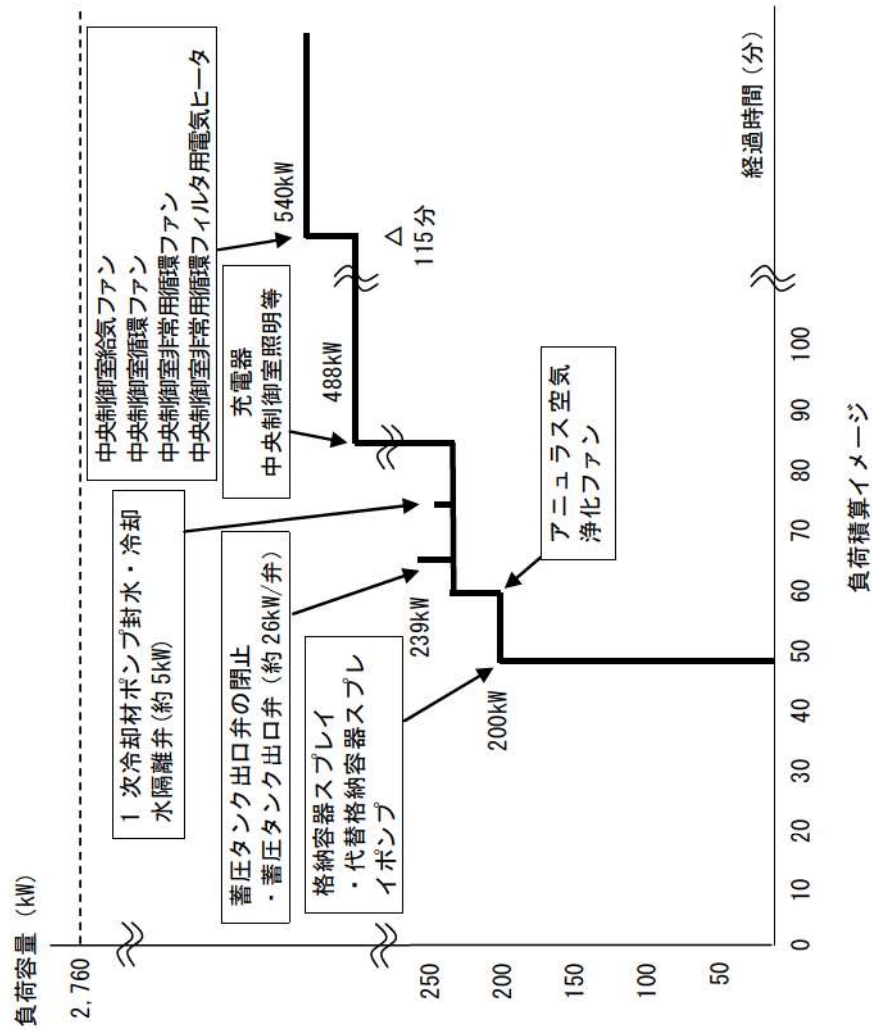 負荷容量 (kW)
2,760
250
200
150
100
50
中央制御室給気ファン
中央制御室循環ファン
中央制御室非常用循環ファン
中央制御室非常用循環フィルタ用電気ヒータ
540kW
△
115分
充電器
中央制御室照明等
488kW
1 次冷却材ポンプ封水・冷却
水隔離弁(約 5kW)
蓄圧タンク出口弁の閉止
・蓄圧タンク出口弁 (約 26kW/弁)
239kW
格納容器スプレイ
・代替格納容器スプレ
イポンプ
200kW
アニュラス空気
浄化ファン
0
10
20
30
40
50
60
70
80
90
100
経過時間 (分)
負荷積算イメージ